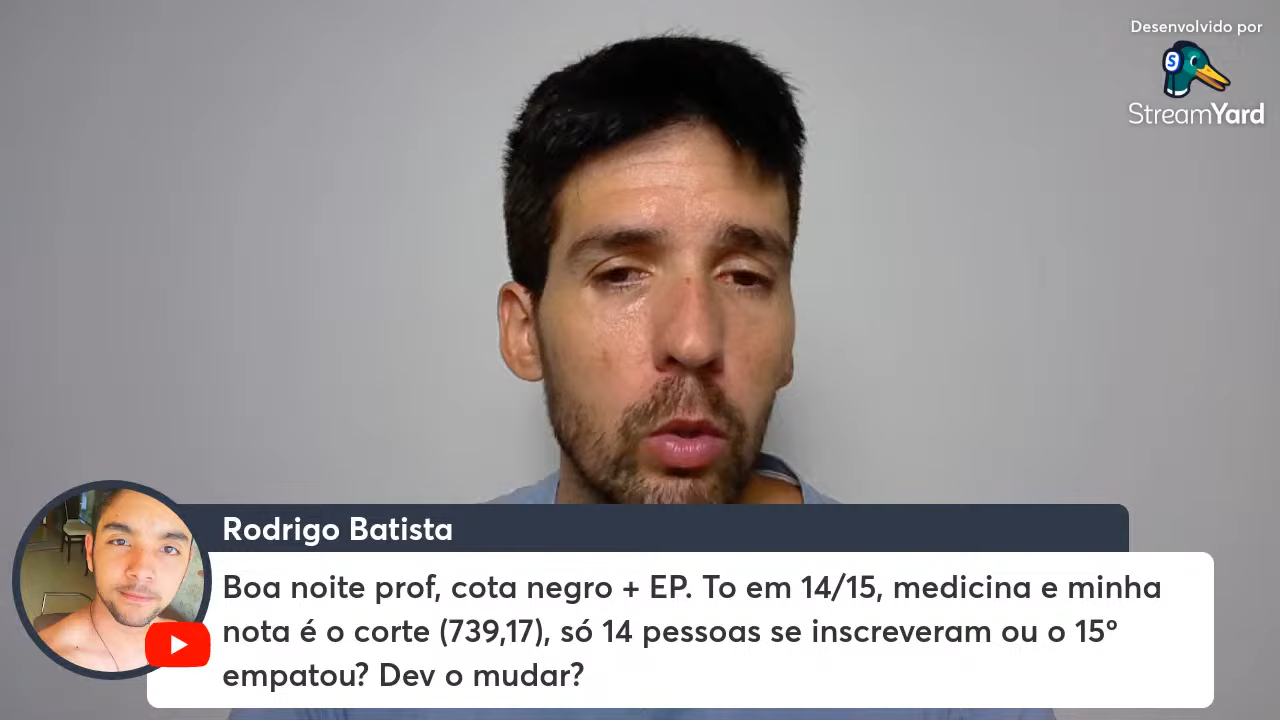 Desenvolvido por
S
StreamYard
Rodrigo Batista
Boa noite prof, cota negro + EP. To em 14/15, medicina e minha
nota é o corte (739,17), só 14 pessoas se inscreveram ou o 15º
empatou? Dev o mudar?